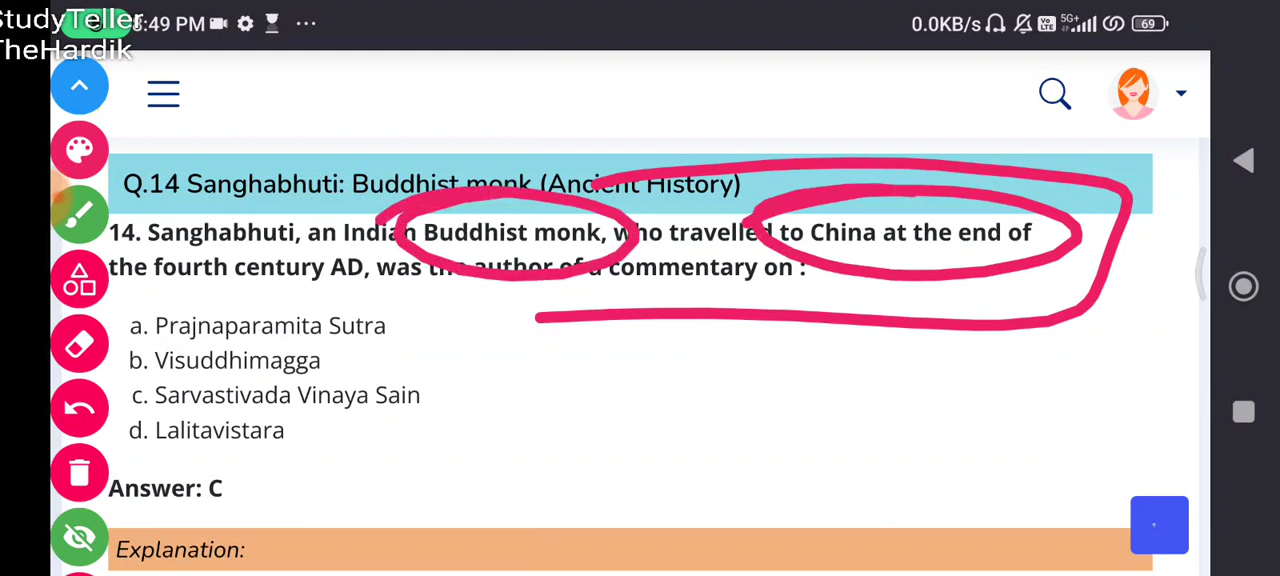 StudyTeller
:49 PM ...
0.0KB/s 5G+ 69
TheHardik
Q.14 Sanghabhuti: Buddhist monk (Ancient History)
14. Sanghabhuti, an Indian Buddhist monk, who travelled to China at the end of
the fourth century AD, was the author of a commentary on :
a. Prajnaparamita Sutra
b. Visuddhimagga
c. Sarvastivada Vinaya Sain
d. Lalitavistara
Answer: C
Explanation: